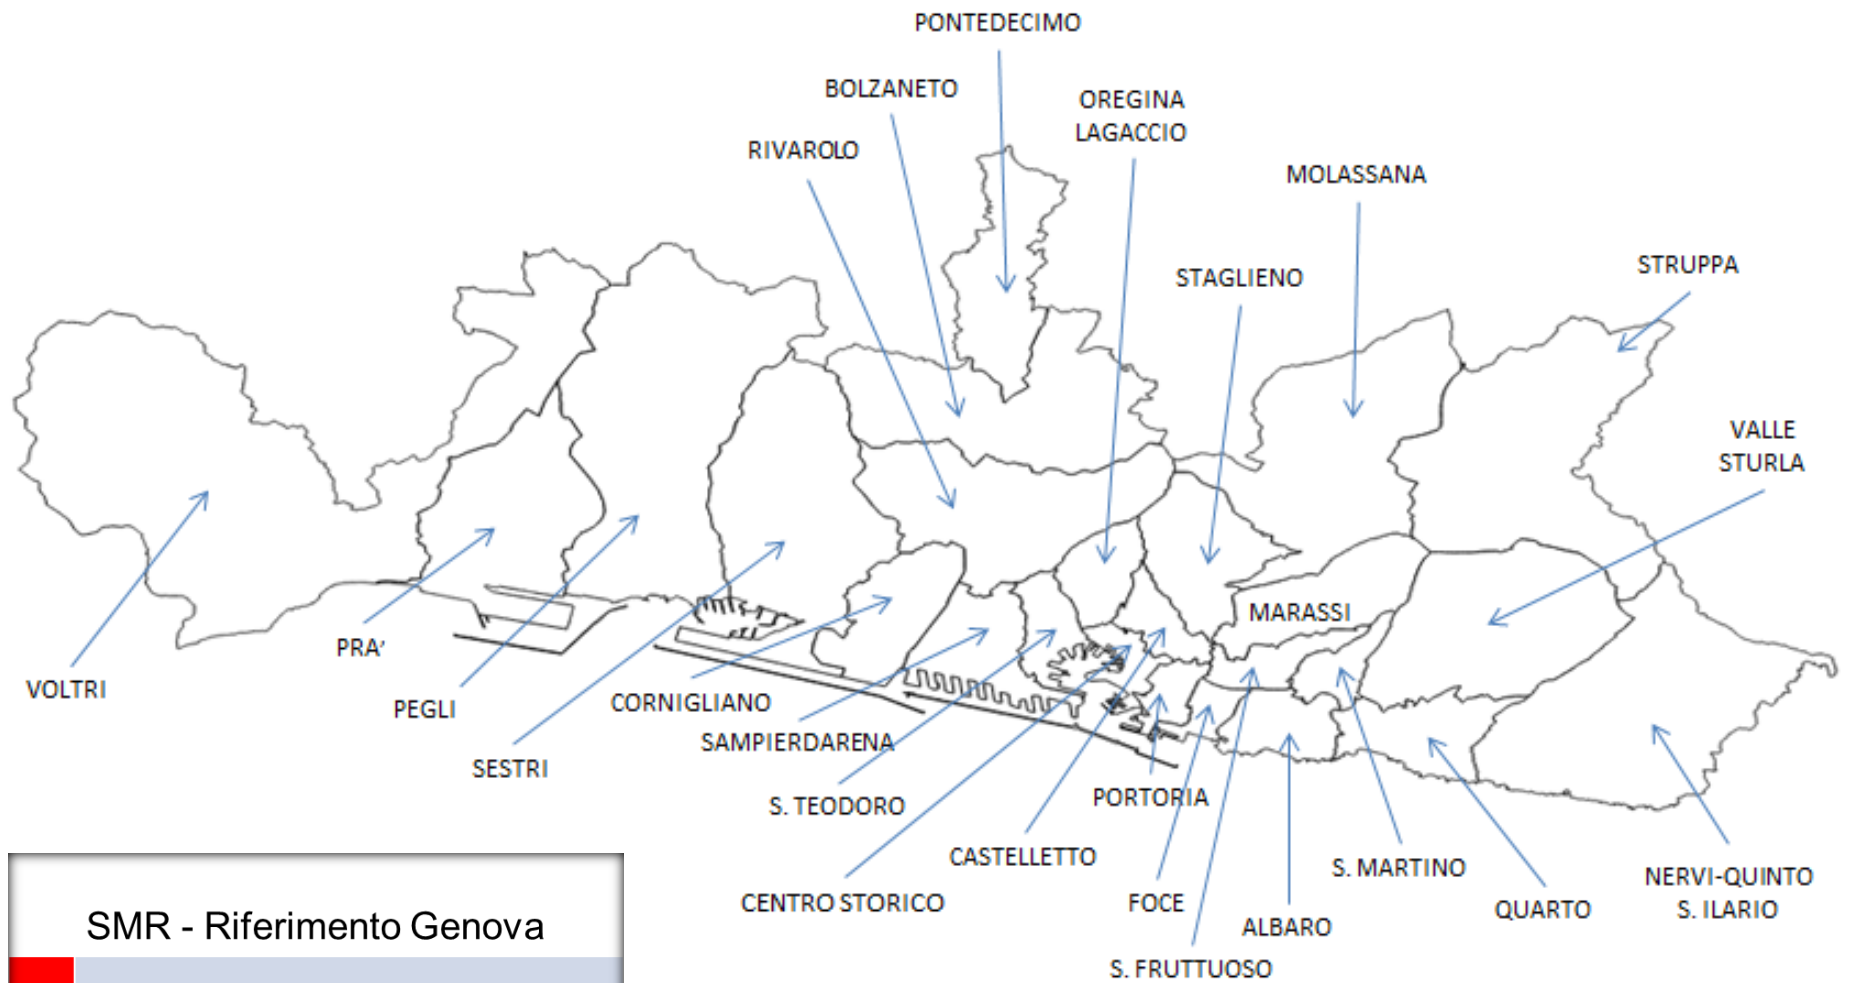 PONTEDECIMO
BOLZANETO
OREGINA
LAGACCIO
RIVAROLO
MOLASSANA
STAGLIENO
STRUPPA
VALLE
STURLA
MARASSI
PRA’
VOLTRI
PEGLI
CORNIGLIANO
SAMPIERDARENA
SESTRI
S. TEODORO
PORTORIA
CASTELLETTO
S. MARTINO
NERVI-QUINTO
S. ILARIO
CENTRO STORICO
FOCE
QUARTO
ALBARO
S. FRUTTUOSO
SMR - Riferimento Genova